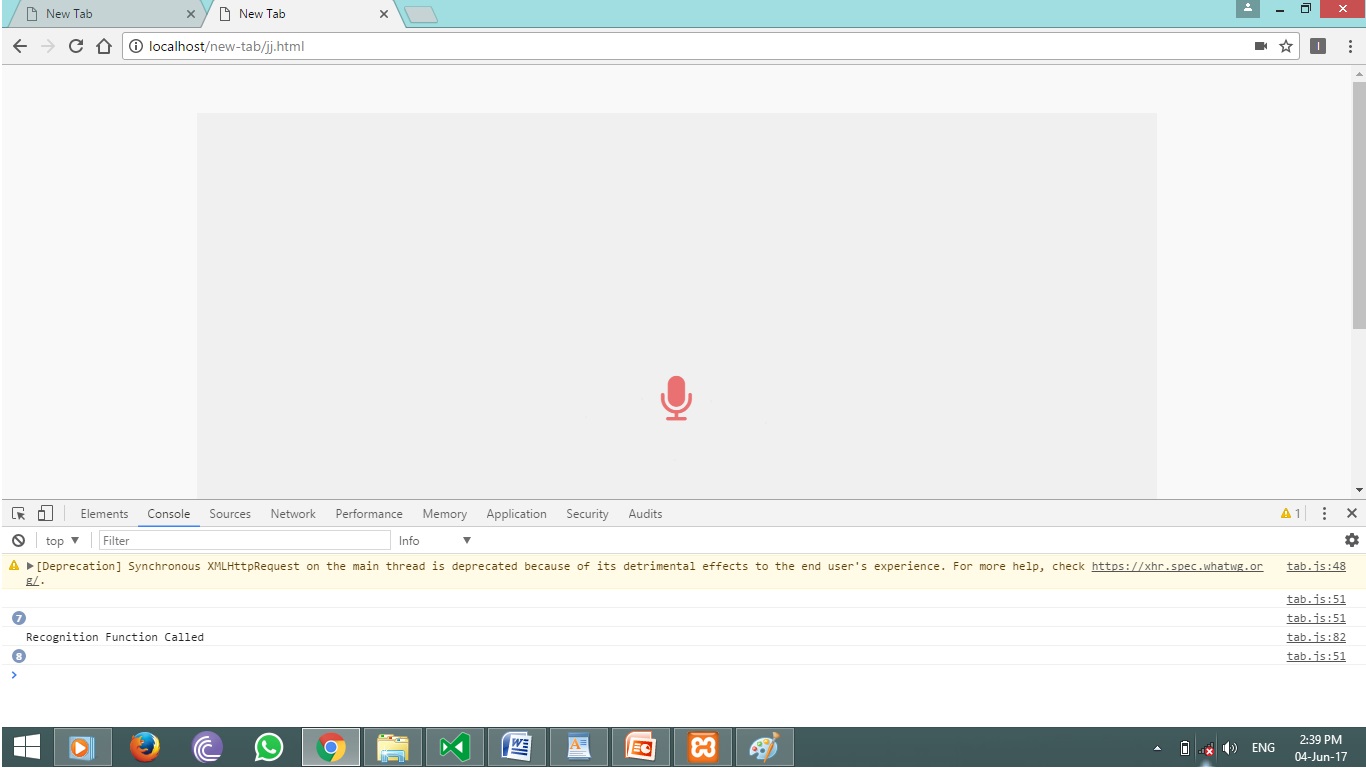 New Tab
New Tab
localhost/new-tab/jj.html
Elements Console Sources Network Performance Memory Application Security Audits 1
top Filter Info
[Deprecation] Synchronous XMLHttpRequest on the main thread is deprecated because of its detrimental effects to the end user's experience. For more help, check https://xhr.spec.whatwg.or tab.js:48
g/.
tab.js:51
7 tab.js:51
Recognition Function Called tab.js:82
8 tab.js:51
ENG 2:39 PM
04-Jun-17